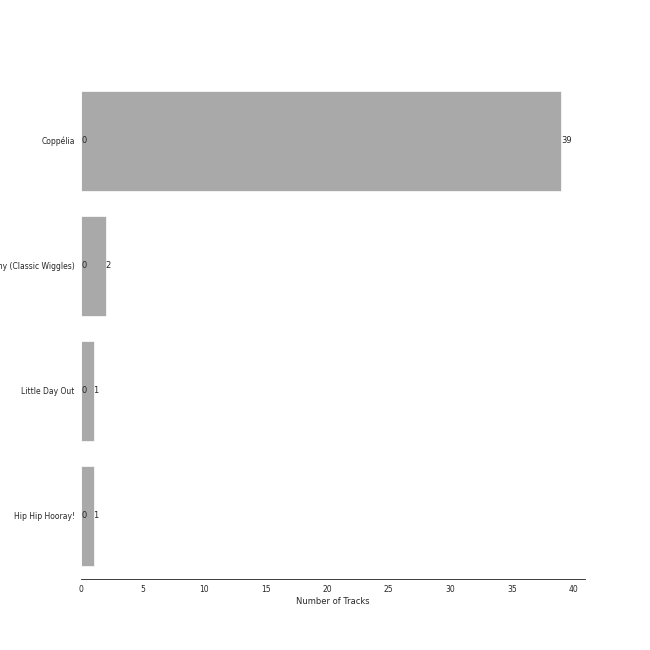 Coppélia 0 39
(Classic Wiggles) 0 2
Little Day Out 0 1
Hip Hip Hooray! 0 1
0 5 10 15 20 25 30 35 40
Number of Tracks